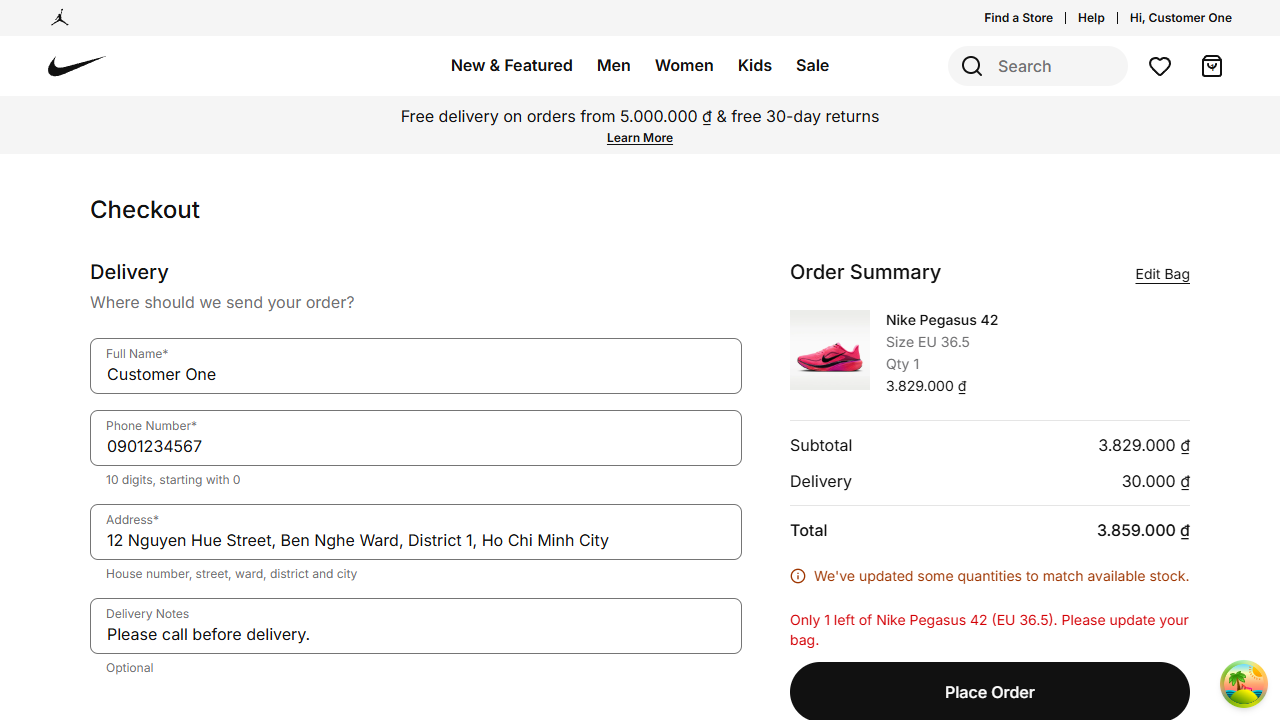 Find a Store
Help
Hi, Customer One
New & Featured
Men
Women
Kids
Sale
Search
Free delivery on orders from 5.000.000 ₫ & free 30-day returns
Learn More
Checkout
Delivery
Where should we send your order?
Full Name*
Customer One
Phone Number*
0901234567
10 digits, starting with 0
Address*
12 Nguyen Hue Street, Ben Nghe Ward, District 1, Ho Chi Minh City
House number, street, ward, district and city
Delivery Notes
Please call before delivery.
Optional
Order Summary
Edit Bag
Nike Pegasus 42
Size EU 36.5
Qty 1
3.829.000 ₫
Subtotal
3.829.000 ₫
Delivery
30.000 ₫
Total
3.859.000 ₫
We've updated some quantities to match available stock.
Only 1 left of Nike Pegasus 42 (EU 36.5). Please update your
bag.
Place Order